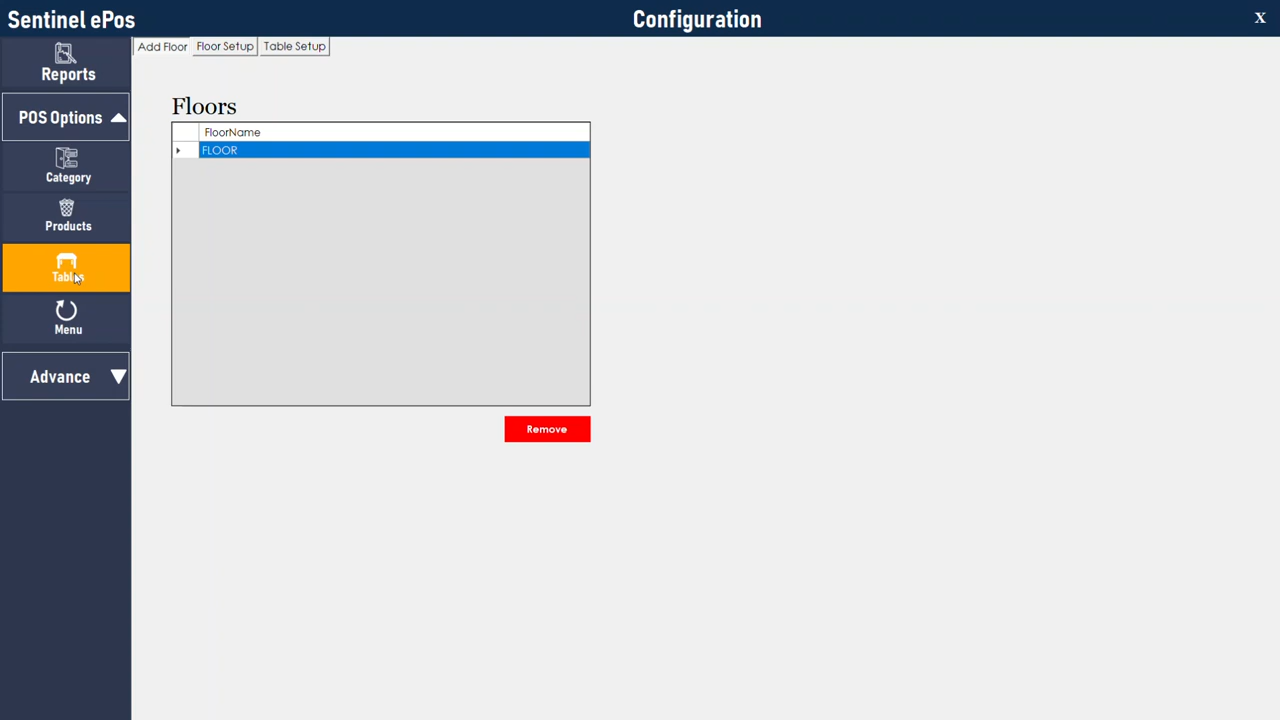 Sentinel ePos
Configuration
X
Reports
POS Options
Category
Products
Tables
Menu
Advance
Add Floor
Floor Setup
Table Setup
Floors
FloorName
FLOOR
Remove